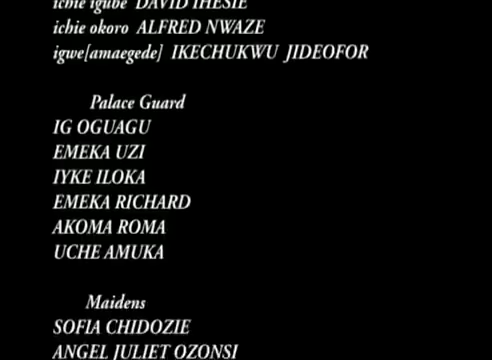 ichie igube DAVID IHESIE
ichie okoro ALFRED NWAZE
igwe[amaegede] IKECHUKWU JIDEOFOR
Palace Guard
IG OGUAGU
EMEKA UZI
IYKE ILOKA
EMEKA RICHARD
AKOMA ROMA
UCHE AMUKA
Maidens
SOFIA CHIDOZIE
ANGEL JULIET OZONSI